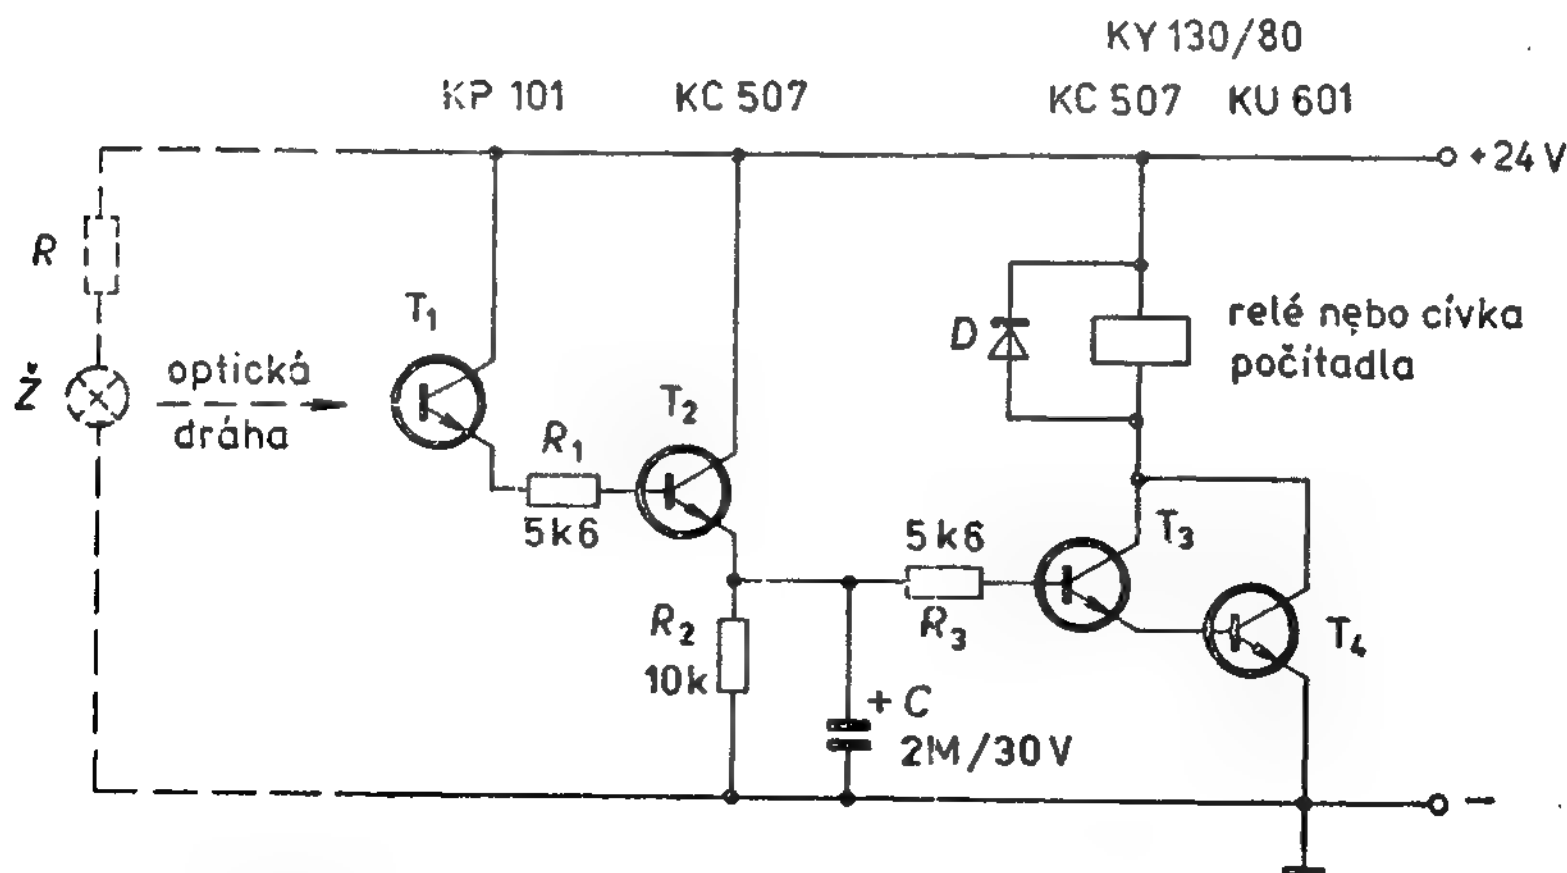 KY 130/80
KP 101
KC 507
KC 507
KU 601
+ 24 V
R
Ž
optická
dráha
T1
R1
5k6
T2
D
relé nebo cívka
počítadla
5k6
R3
T3
T4
R2
10k
+ C
2M/30V
−